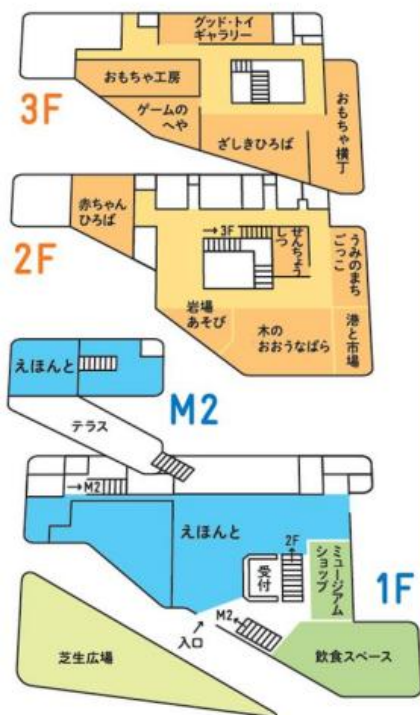 グッド・トイ
ギャラリー
おもちゃ工房
ゲームの
へや
ざしきひろば
おもちゃ横丁
3F
赤ちゃん
ひろば
→3F
せんちょう
しつ
うみのまち
ごっこ
2F
岩場
あそび
木の
おおうなばら
港と市場
えほんと
M2
テラス
→M2
えほんと
2F
受付
ミュージアム
ショップ
1F
M2
入口
芝生広場
飲食スペース